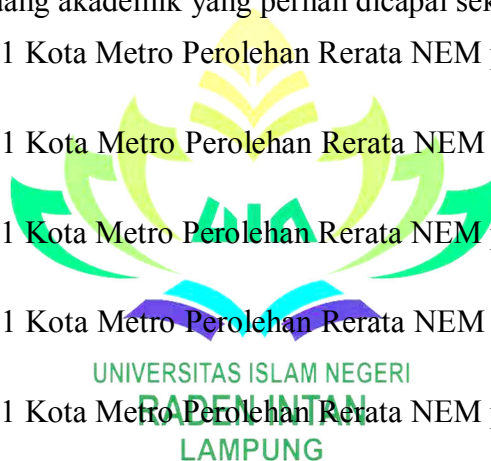 yang akademik yang pernah dicapai sek
1 Kota Metro Perolehan Rerata NEM p
1 Kota Metro Perolehan Rerata NEM
1 Kota Metro Perolehan Rerata NEM p
1 Kota Metro Perolehan Rerata NEM
UNIVERSITAS ISLAM NEGERI
1 Kota Metro Perolehan Rerata NEM p
RADEN INTAN
LAMPUNG